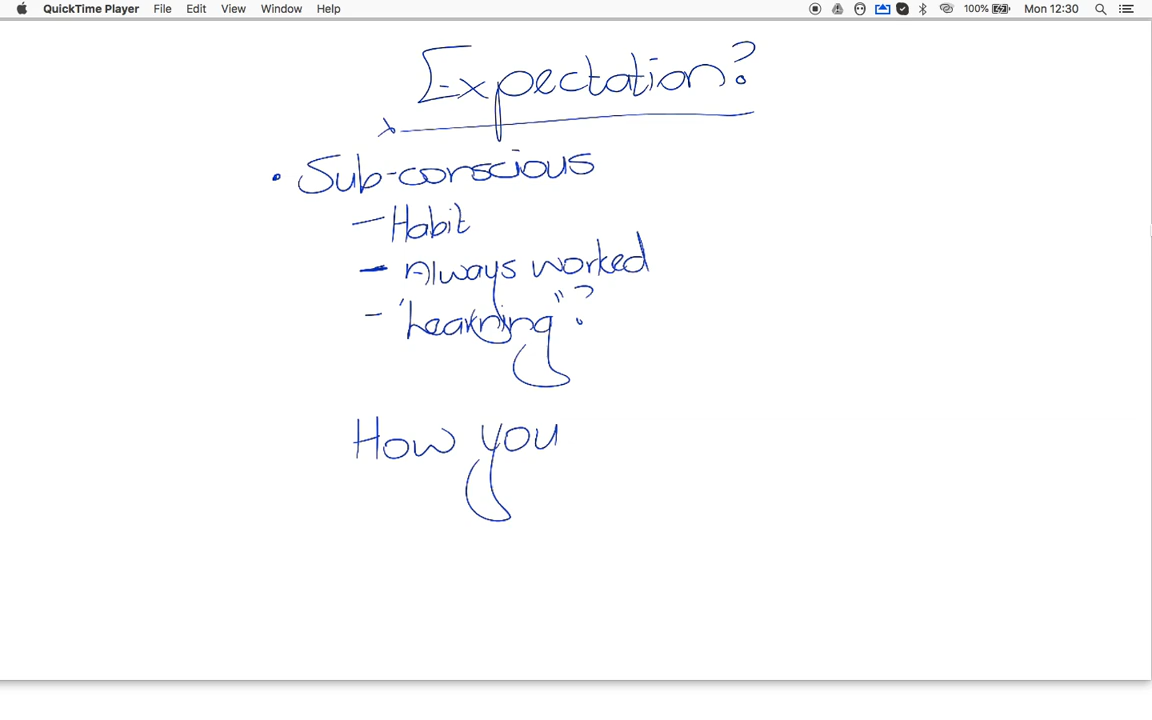 QuickTime Player File Edit View Window Help 100% Mon 12:30
Expectation?
• Sub-conscious
- Habit
- Always worked
- "Learning"?
How you